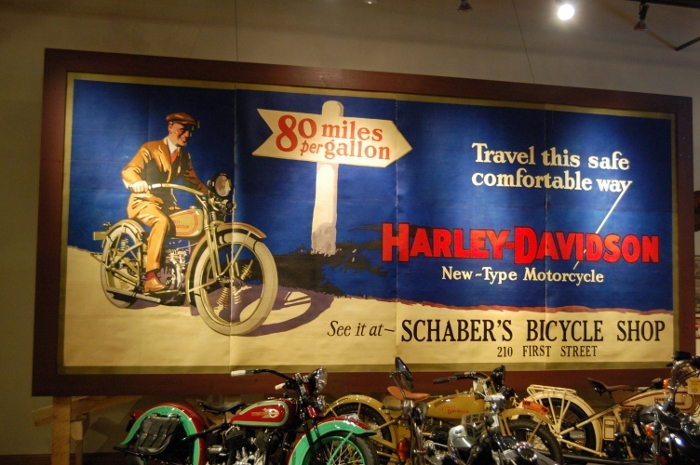 80 miles
per gallon
Travel this safe
comfortable way
HARLEY-DAVIDSON
New-Type Motorcycle
See it at— SCHABER'S BICYCLE SHOP
210 FIRST STREET